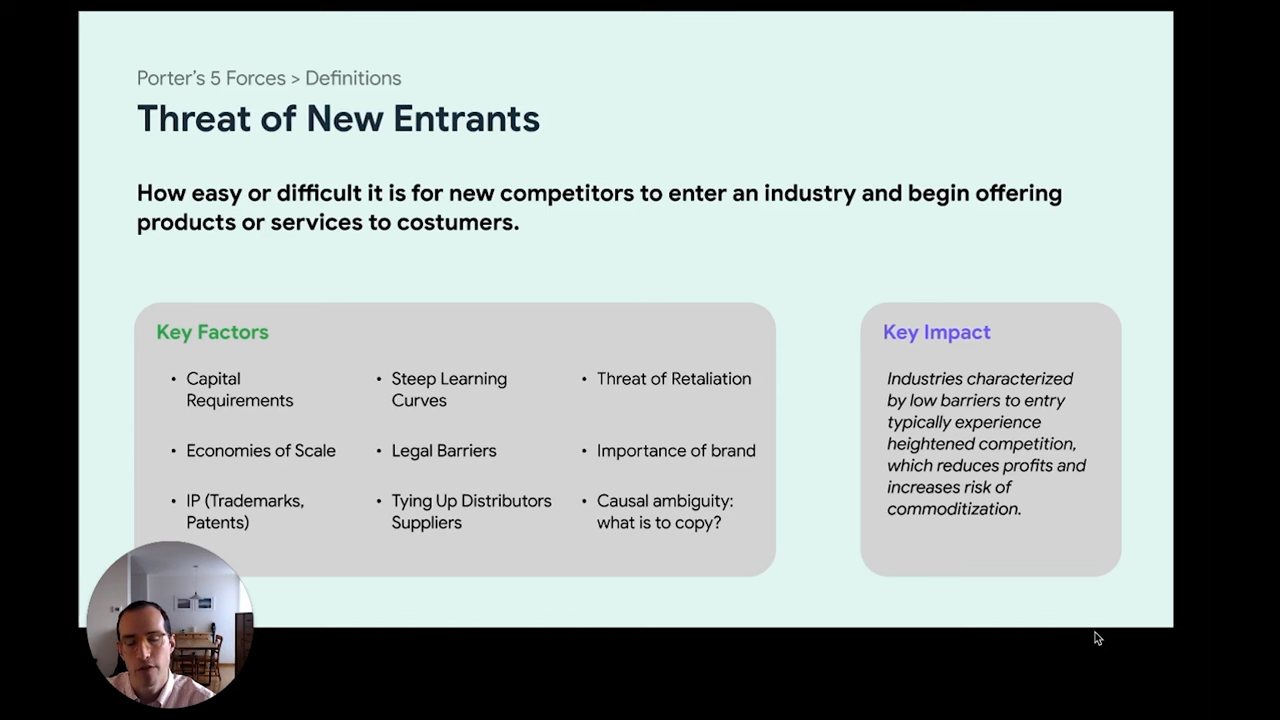 Porter's 5 Forces > Definitions
Threat of New Entrants
How easy or difficult it is for new competitors to enter an industry and begin offering
products or services to costumers.
Key Factors
• Capital
Requirements
• Economies of Scale
• IP (Trademarks,
Patents)
• Steep Learning
Curves
• Legal Barriers
• Tying Up Distributors
Suppliers
• Threat of Retaliation
• Importance of brand
• Causal ambiguity:
what is to copy?
Key Impact
Industries characterized
by low barriers to entry
typically experience
heightened competition,
which reduces profits and
increases risk of
commoditization.